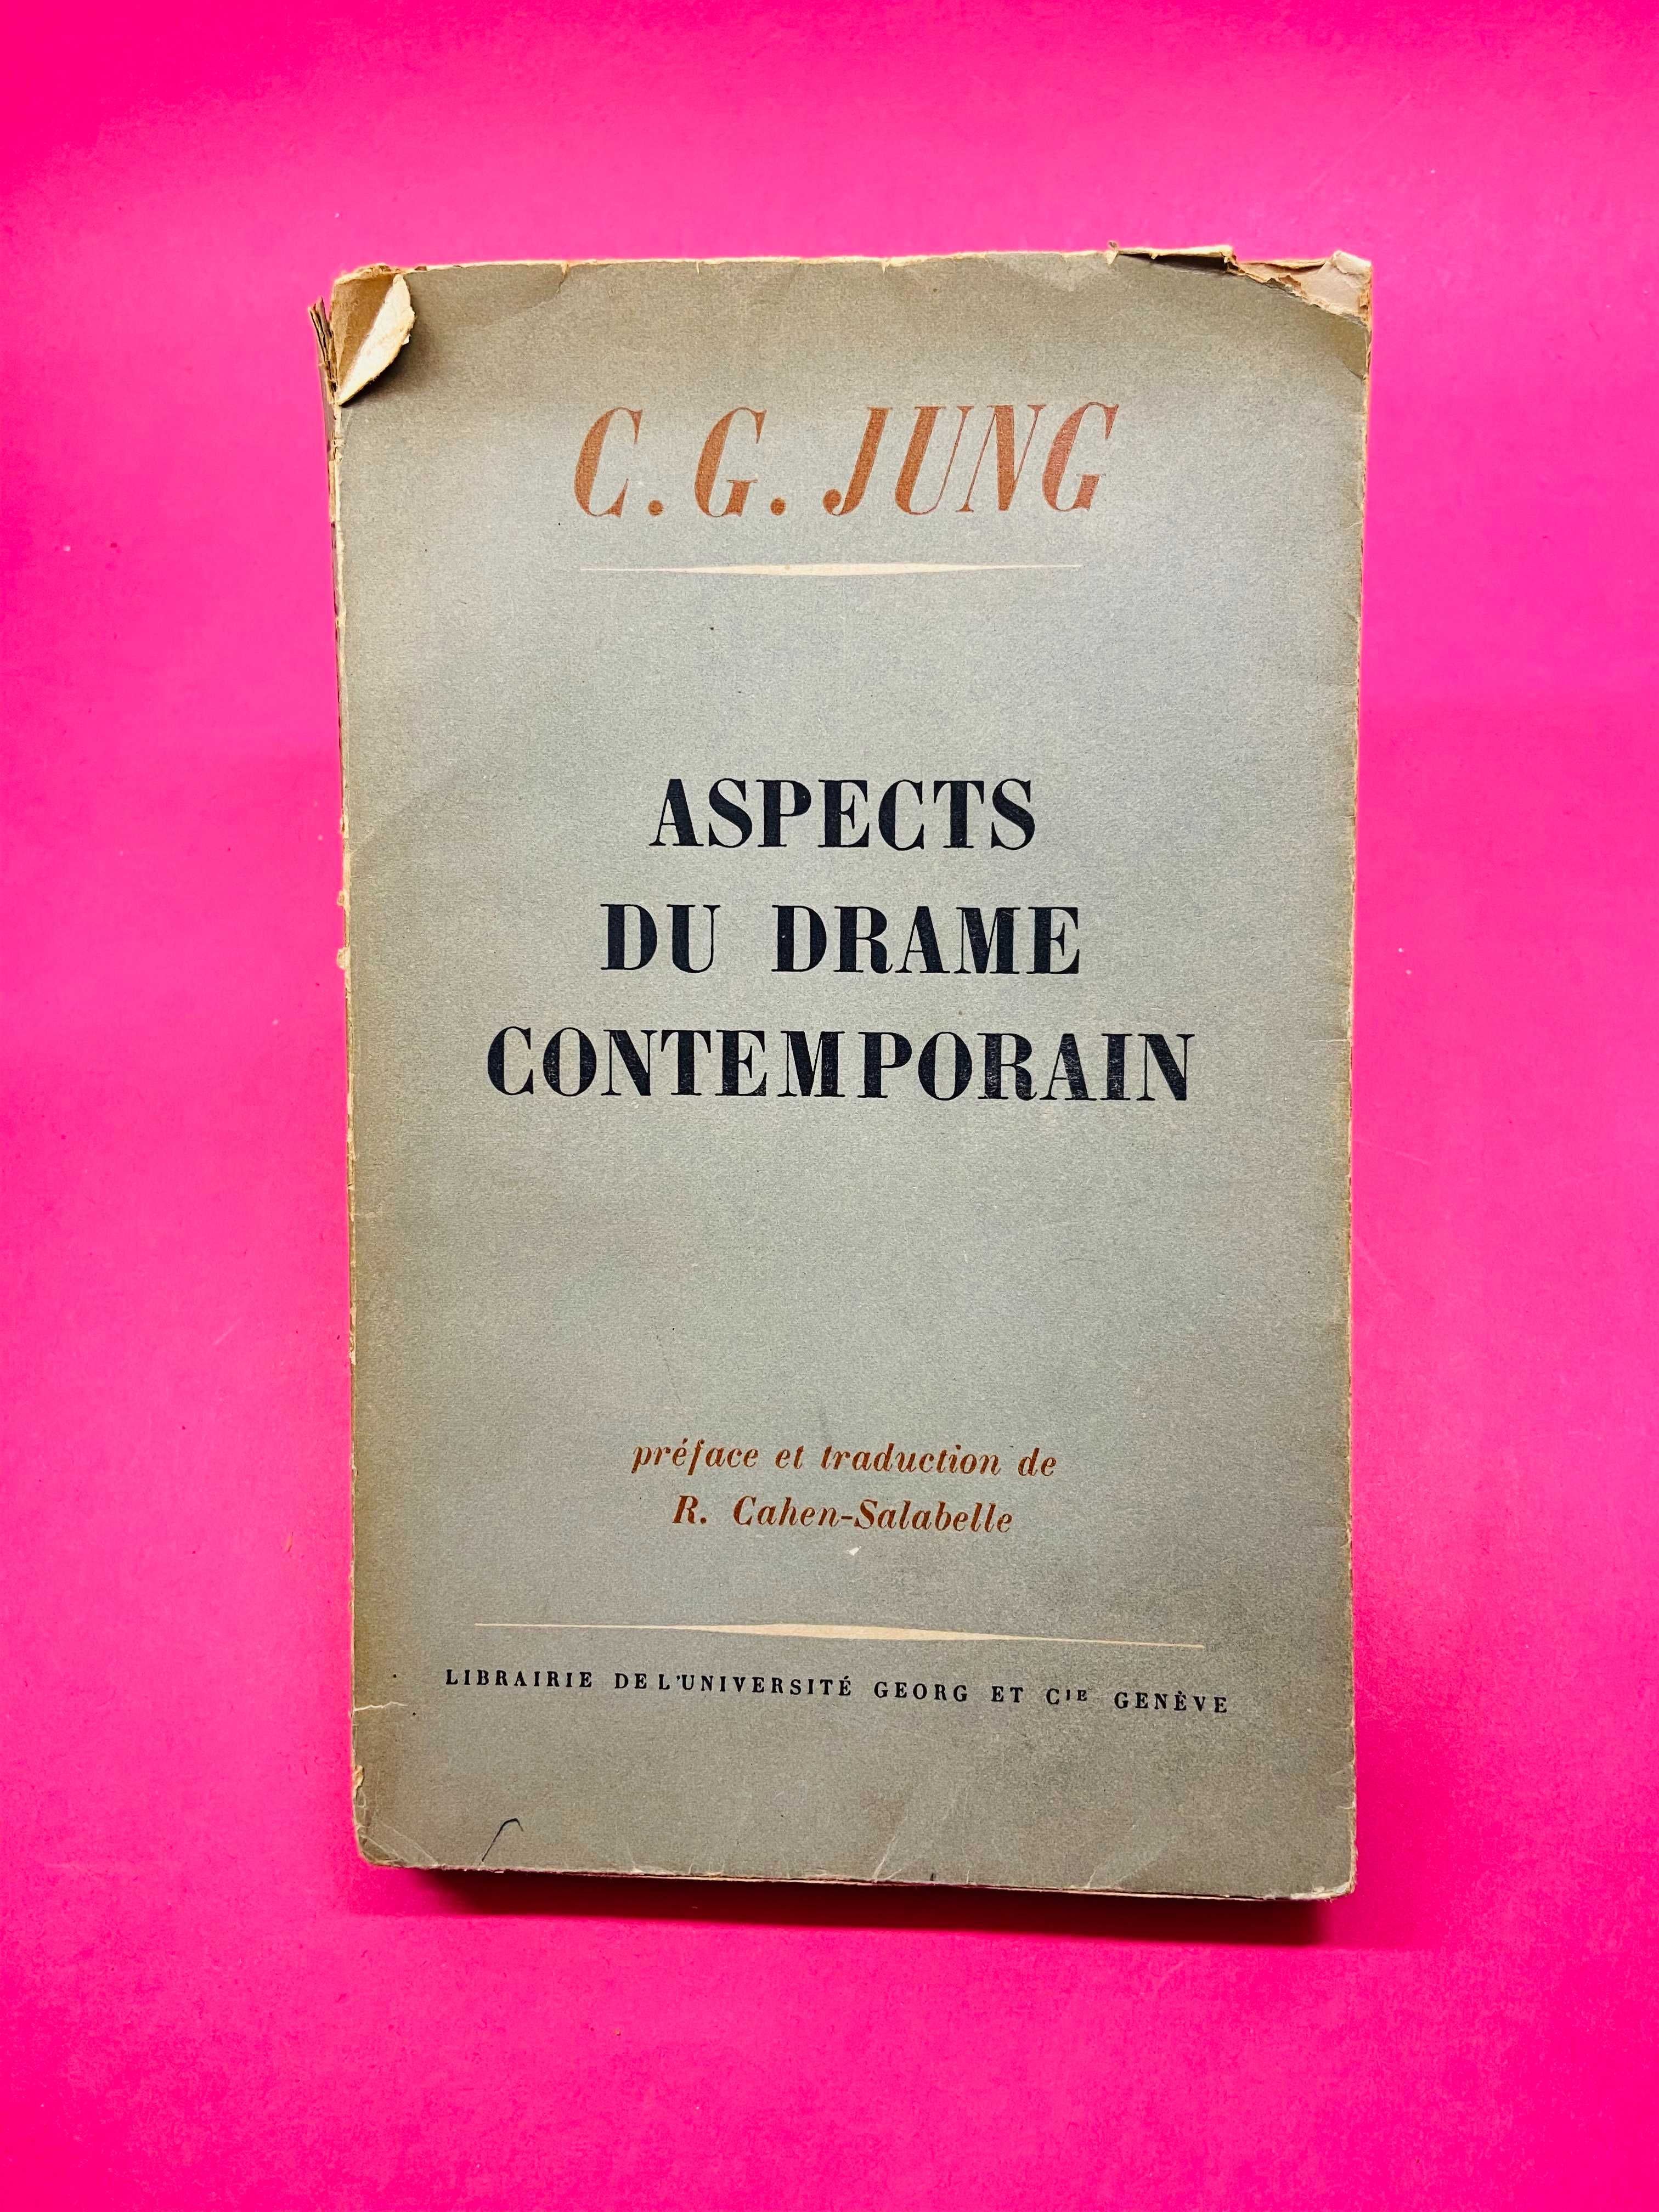 C. G. JUNG
ASPECTS
DU DRAME
CONTEMPORAIN
préface et traduction de
R. Cahen-Salabelle
LIBRAIRIE DE L'UNIVERSITÉ GEORG ET CIE GENÈVE